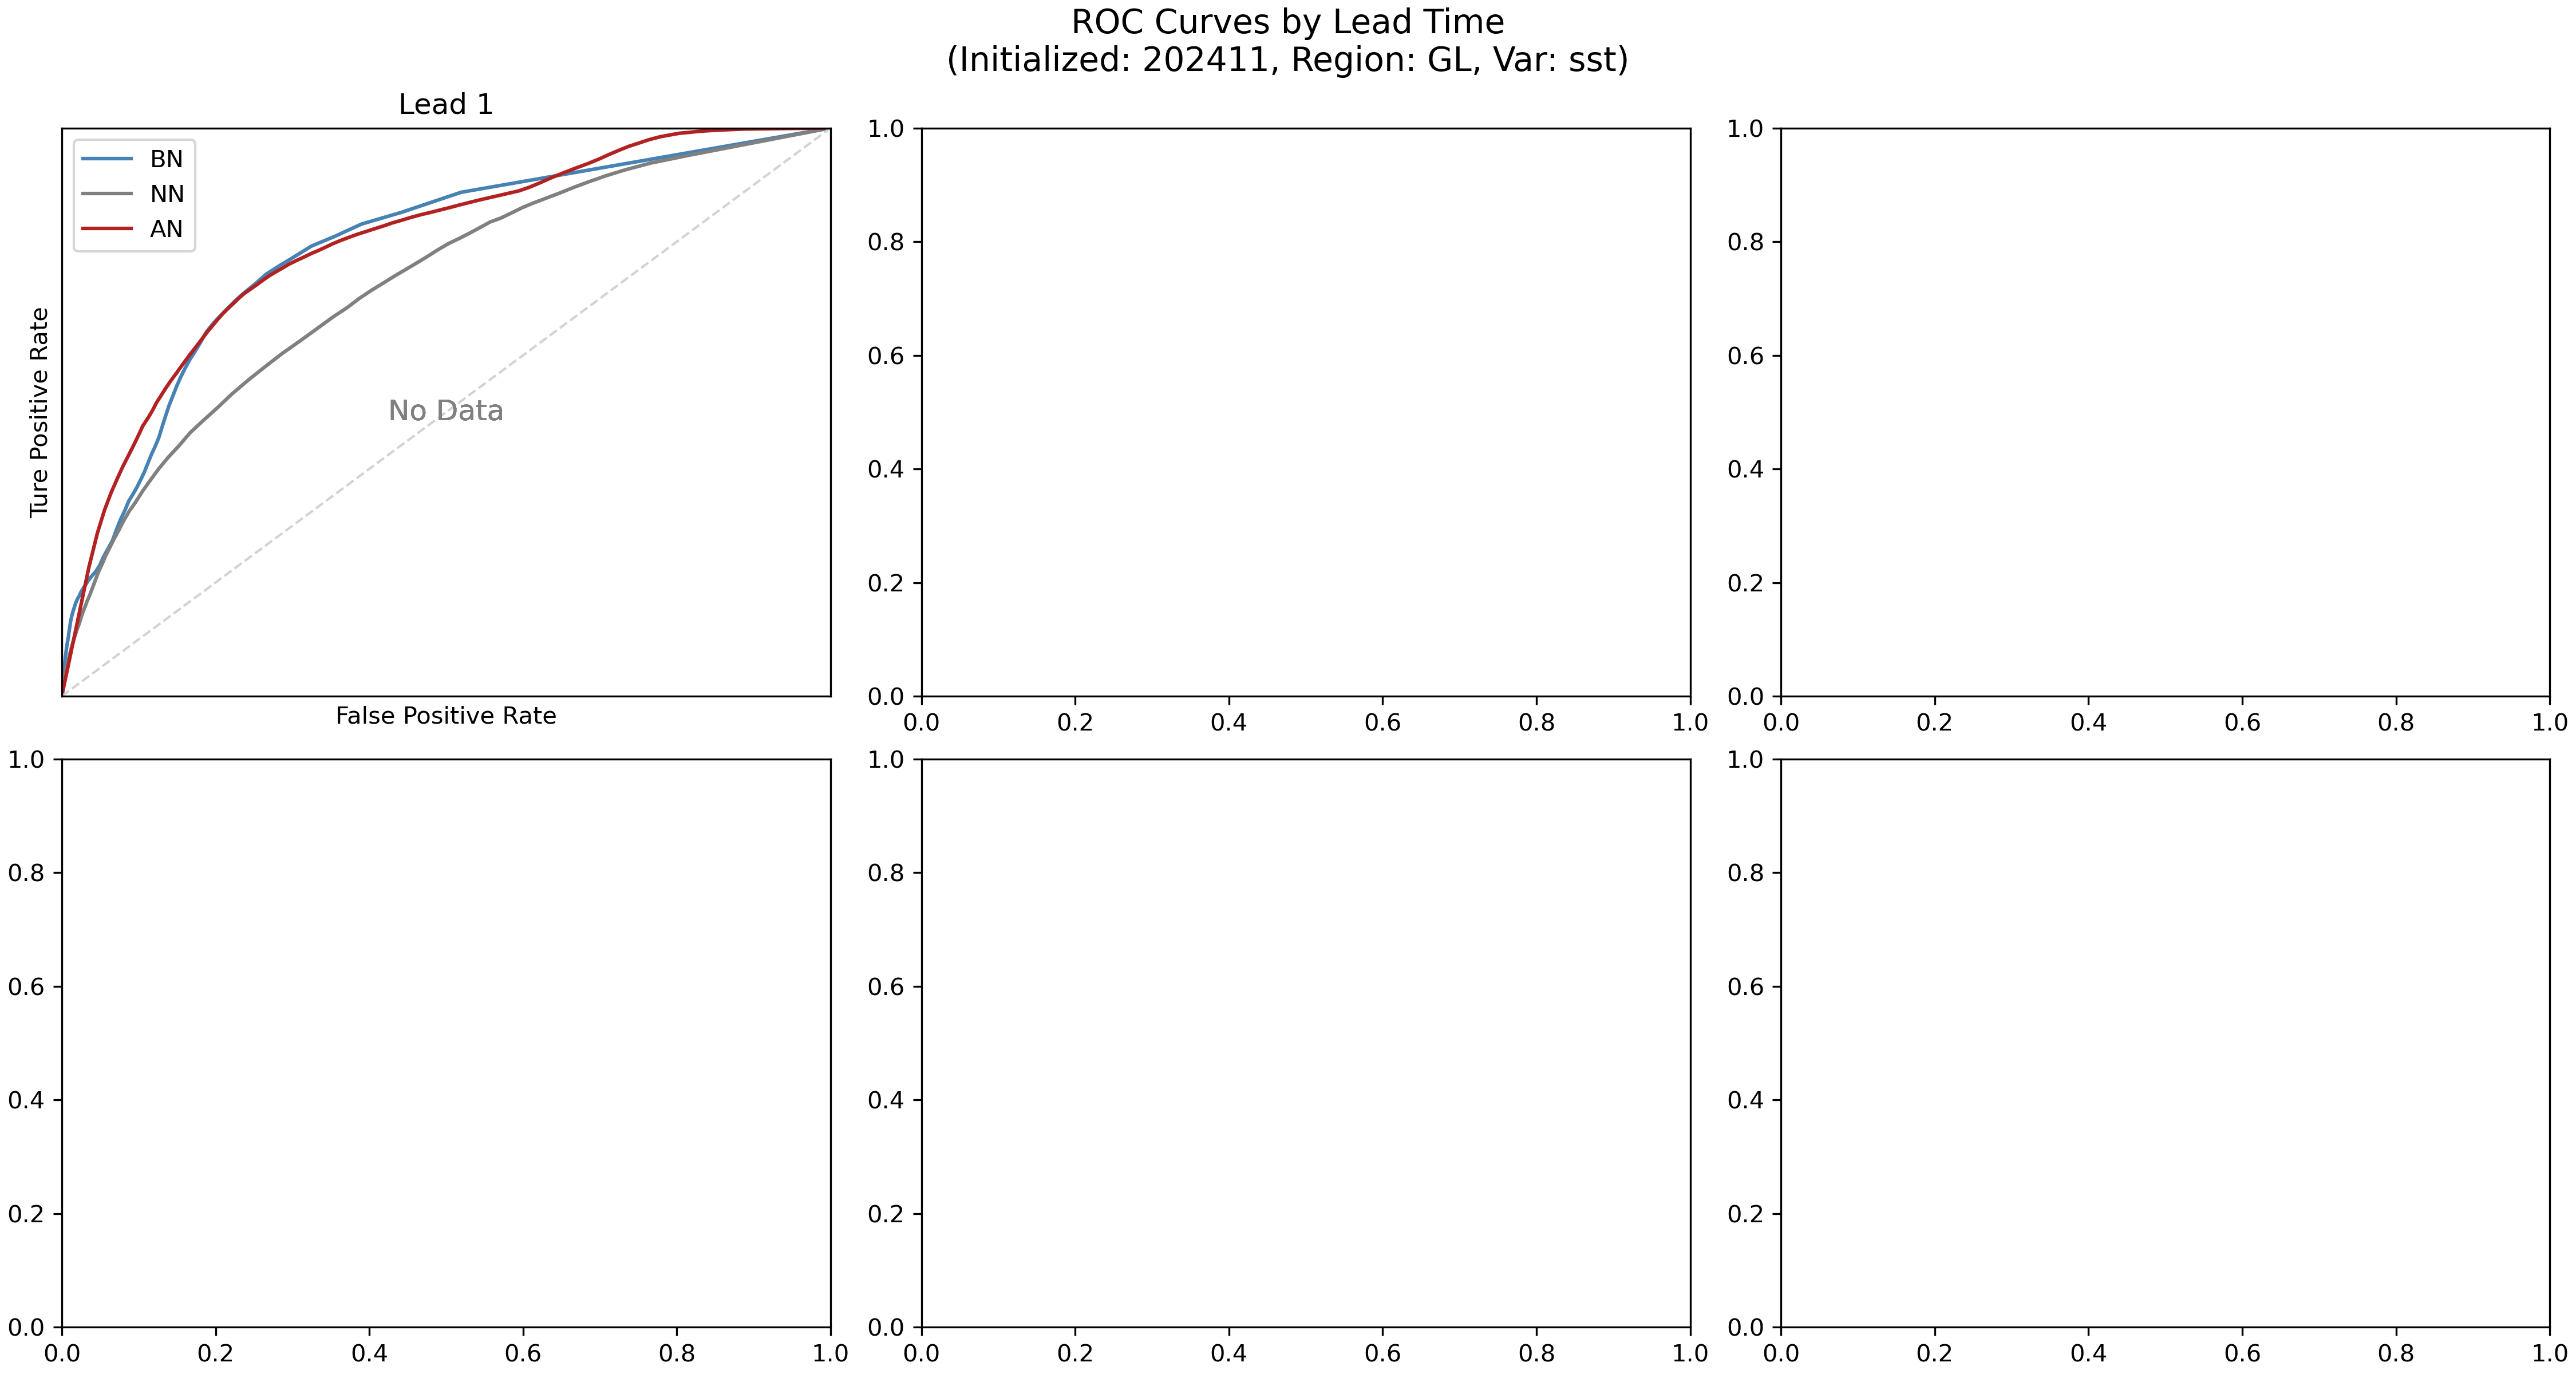 ROC Curves by Lead Time
(Initialized: 202411, Region: GL, Var: sst)
Lead 1
BN
NN
AN
Ture Positive Rate
No Data
False Positive Rate
1.0
0.8
0.6
0.4
0.2
0.0
0.0 0.2 0.4 0.6 0.8 1.0
1.0
0.8
0.6
0.4
0.2
0.0
0.0 0.2 0.4 0.6 0.8 1.0
1.0
0.8
0.6
0.4
0.2
0.0
0.0 0.2 0.4 0.6 0.8 1.0
1.0
0.8
0.6
0.4
0.2
0.0
0.0 0.2 0.4 0.6 0.8 1.0
1.0
0.8
0.6
0.4
0.2
0.0
0.0 0.2 0.4 0.6 0.8 1.0